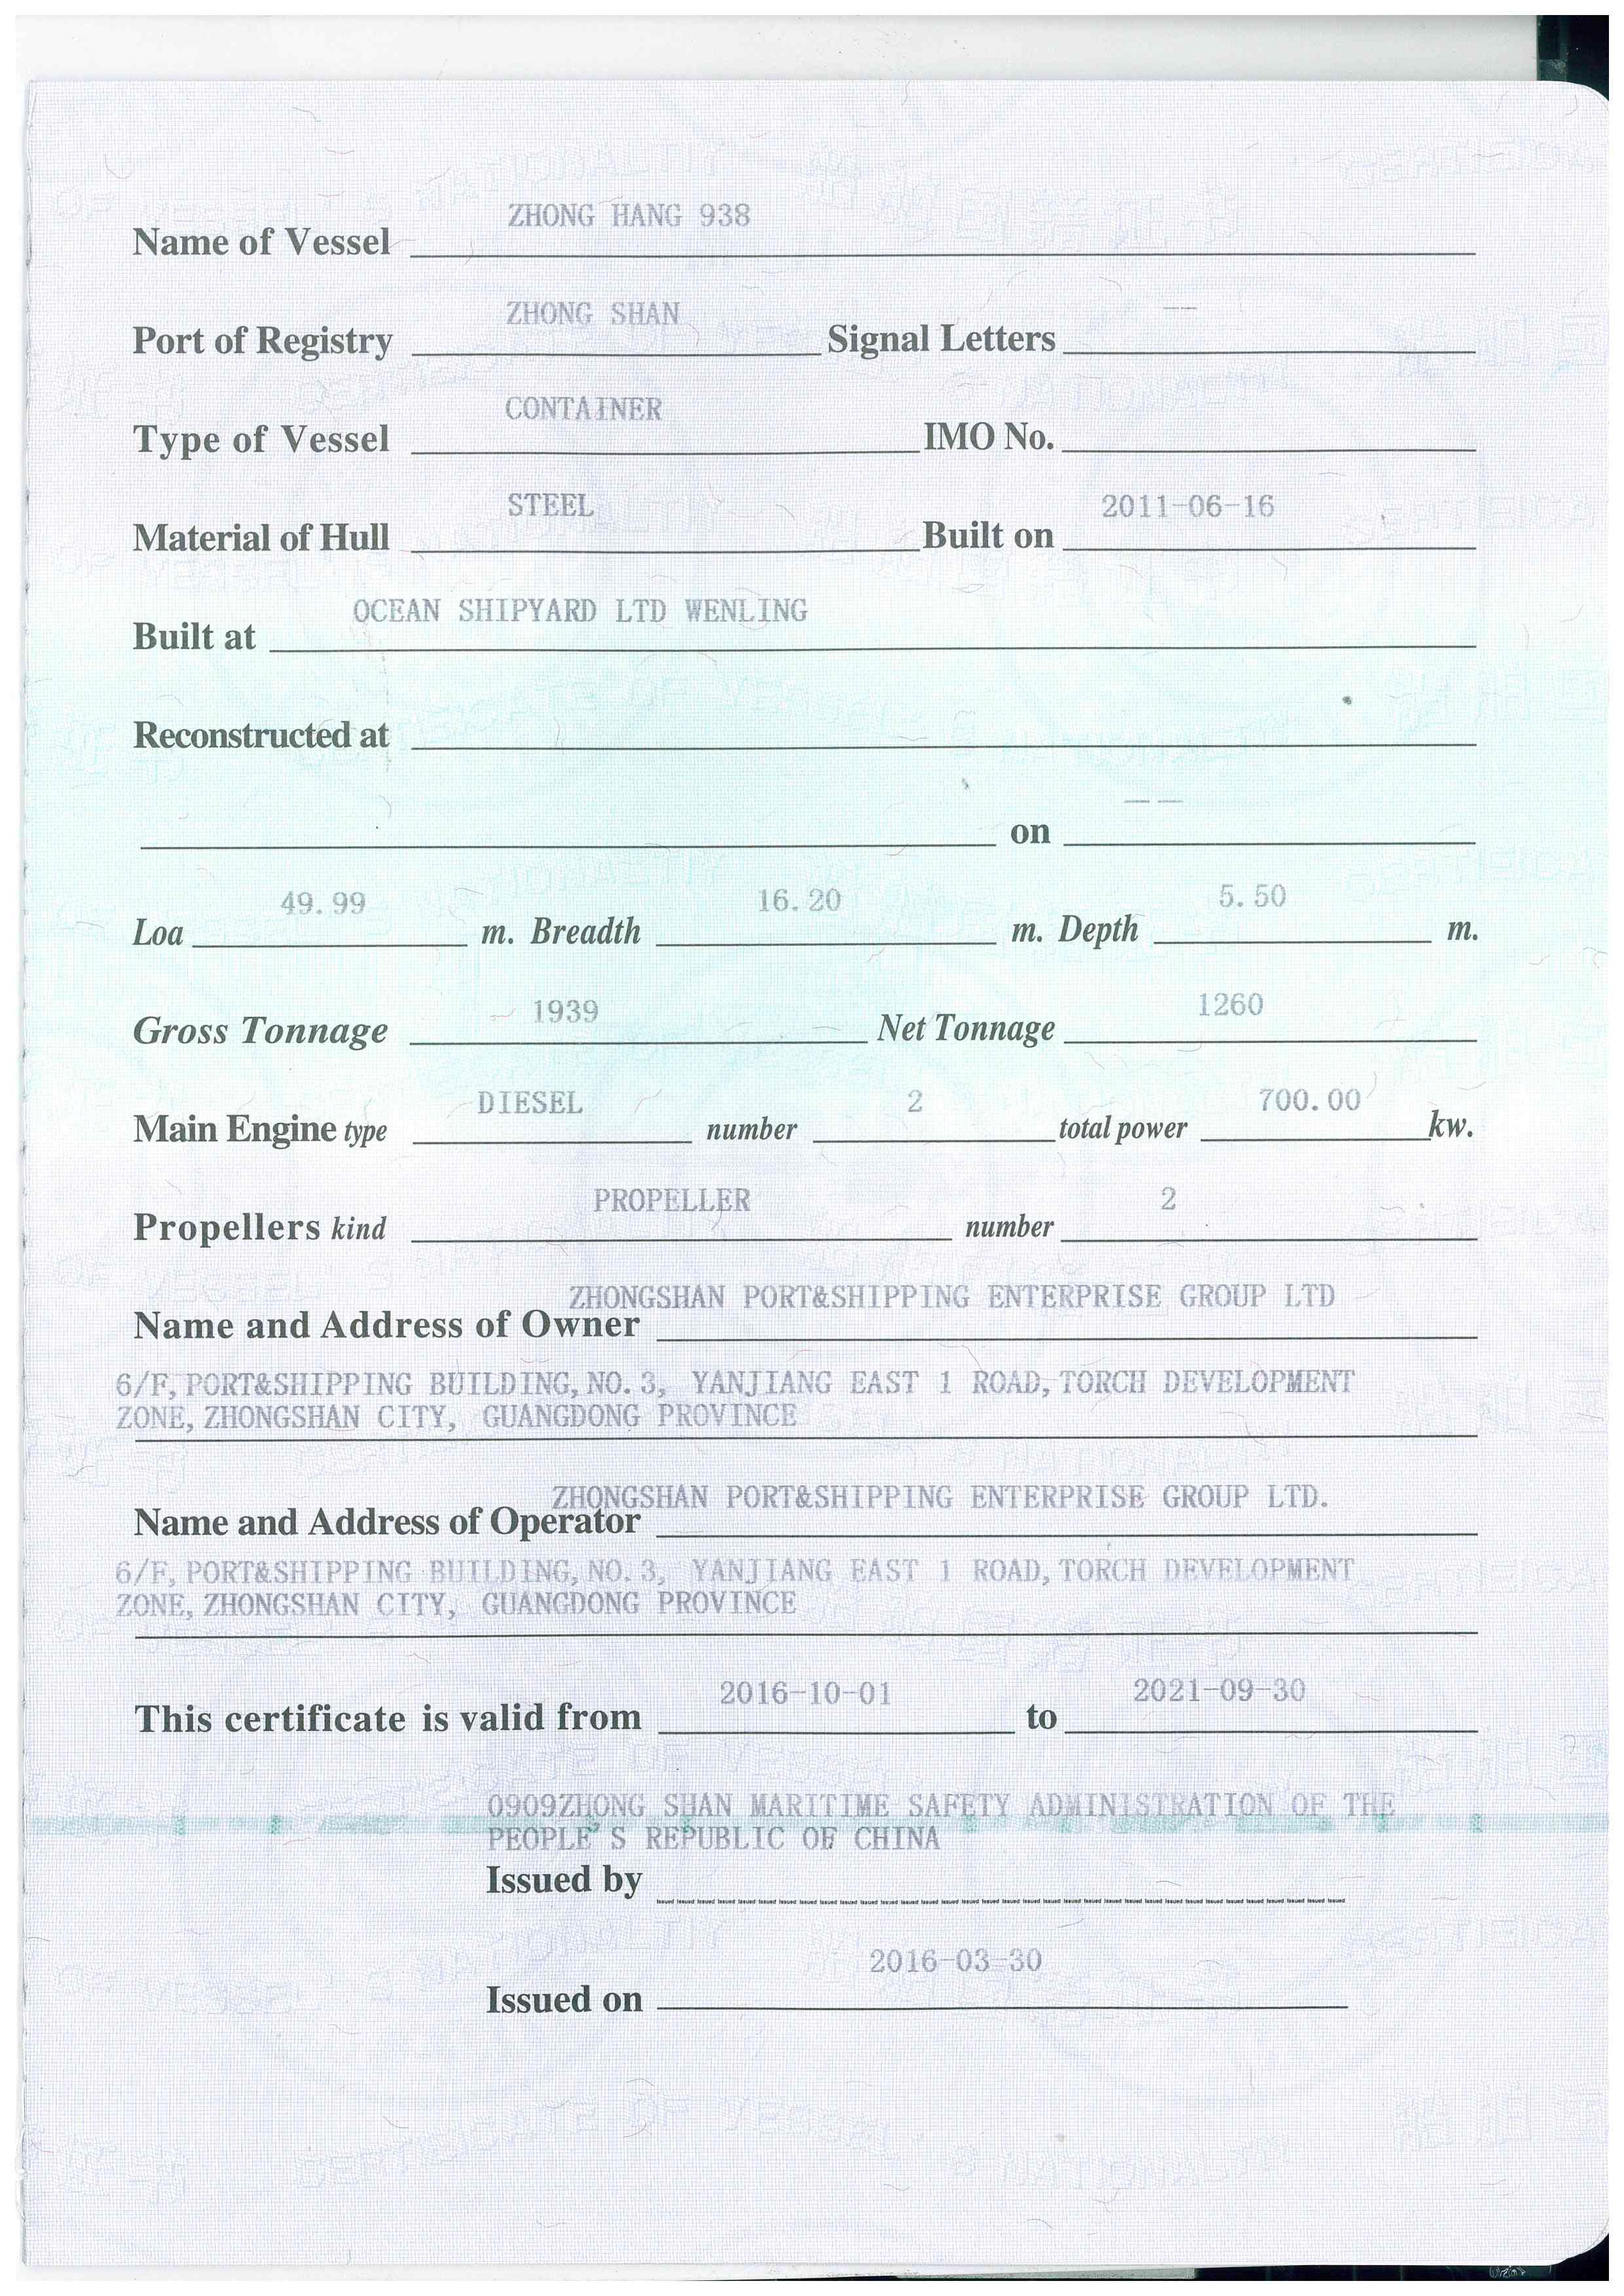 ZHONG HANG 938
Name of Vessel
ZHONG SHAN ——
Port of Registry Signal Letters
CONTAINER
Type of Vessel IMO No.
STEEL 2011-06-16
Material of Hull Built on
OCEAN SHIPYARD LTD WENLING
Built at
Reconstructed at
— —
on
49.99 16.20 5.50
Loa m. Breadth m. Depth m.
1939 1260
Gross Tonnage Net Tonnage
DIESEL 2 700.00
Main Engine type number total power kw.
PROPELLER 2
Propellers kind number
ZHONGSHAN PORT&SHIPPING ENTERPRISE GROUP LTD
Name and Address of Owner
6/F, PORT&SHIPPING BUILDING, NO. 3, YANJIANG EAST 1 ROAD, TORCH DEVELOPMENT
ZONE, ZHONGSHAN CITY, GUANGDONG PROVINCE
ZHONGSHAN PORT&SHIPPING ENTERPRISE GROUP LTD.
Name and Address of Operator
6/F, PORT&SHIPPING BUILDING, NO. 3, YANJIANG EAST 1 ROAD, TORCH DEVELOPMENT
ZONE, ZHONGSHAN CITY, GUANGDONG PROVINCE
2016-10-01 2021-09-30
This certificate is valid from to
0909ZHONG SHAN MARITIME SAFETY ADMINISTRATION OF THE
PEOPLE'S REPUBLIC OF CHINA
Issued by
2016-03-30
Issued on